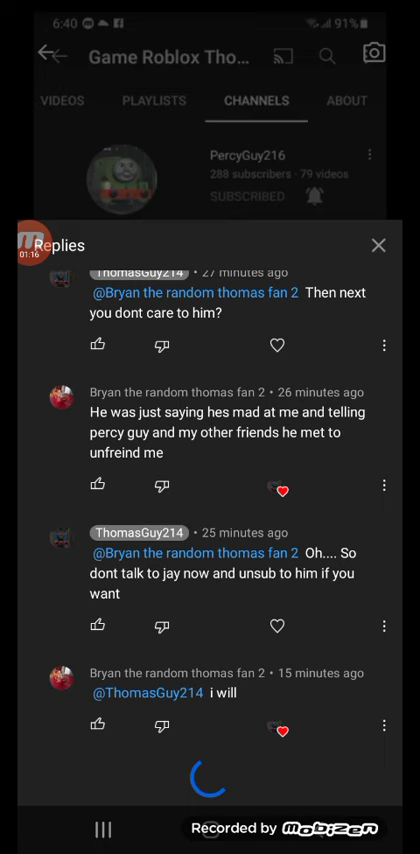 6:40
91%
Game Roblox Tho...
VIDEOS PLAYLISTS CHANNELS ABOUT
PercyGuy216
288 subscribers · 79 videos
SUBSCRIBED
Replies
01:16
ThomasGuy214 • 27 minutes ago
@Bryan the random thomas fan 2 Then next
you dont care to him?
Bryan the random thomas fan 2 • 26 minutes ago
He was just saying hes mad at me and telling
percy guy and my other friends he met to
unfreind me
ThomasGuy214 • 25 minutes ago
@Bryan the random thomas fan 2 Oh.... So
dont talk to jay now and unsub to him if you
want
Bryan the random thomas fan 2 • 15 minutes ago
@ThomasGuy214 i will
Recorded by mobizen